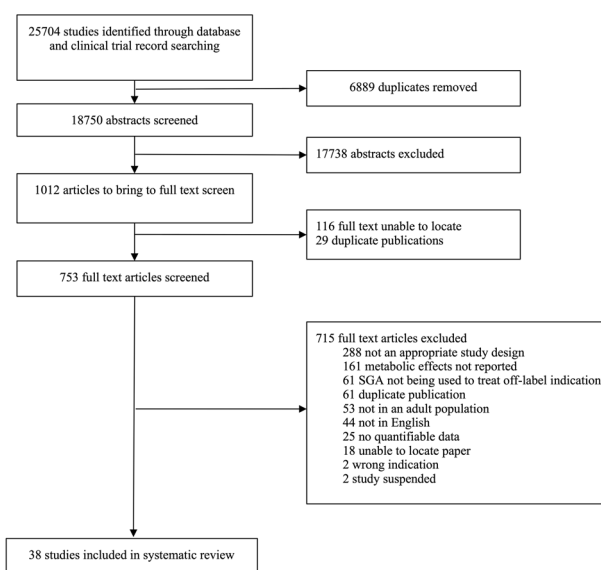 25704 studies identified through database
and clinical trial record searching
6889 duplicates removed
18750 abstracts screened
17738 abstracts excluded
1012 articles to bring to full text screen
116 full text unable to locate
29 duplicate publications
753 full text articles screened
715 full text articles excluded
288 not an appropriate study design
161 metabolic effects not reported
61 SGA not being used to treat off-label indication
61 duplicate publication
53 not in an adult population
44 not in English
25 no quantifiable data
18 unable to locate paper
2 wrong indication
2 study suspended
38 studies included in systematic review